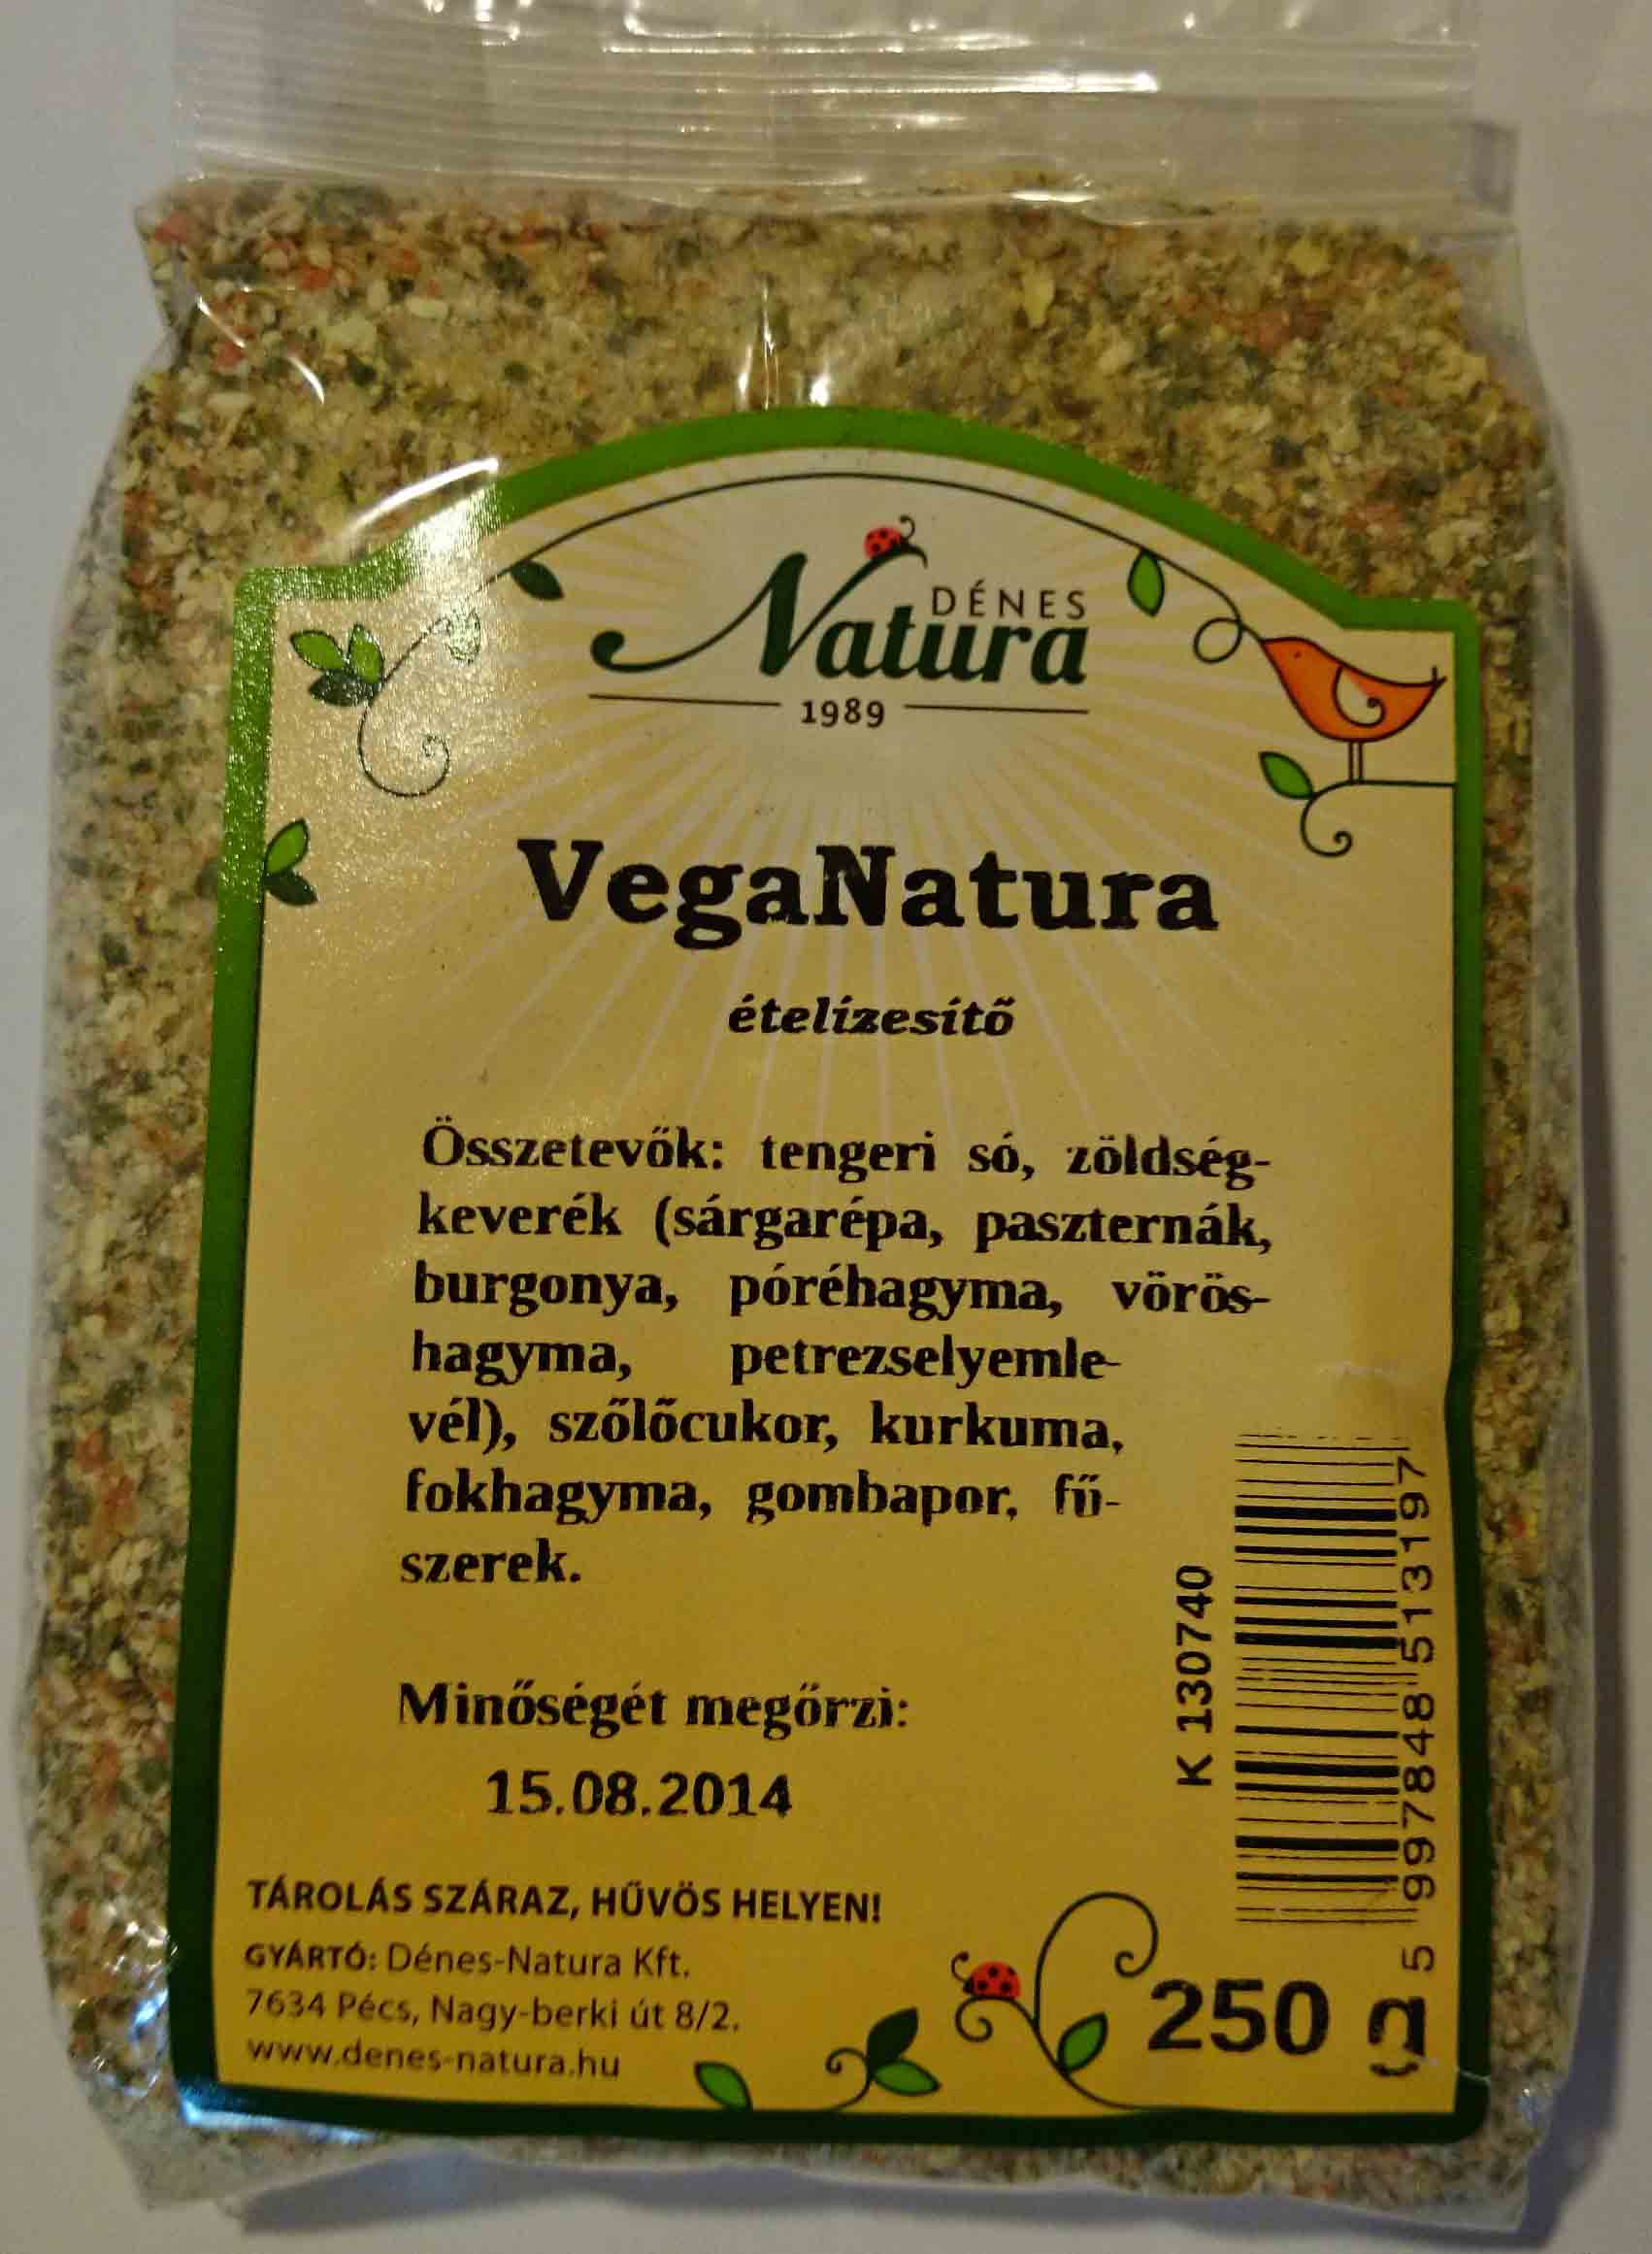 DÉNES
Natura
1989
VegaNatura
ételízesítő
Összetevők: tengeri só, zöldség-
keverék (sárgarépa, paszternák,
burgonya, póréhagyma, vörös-
hagyma, petrezselyemle-
vél), szőlőcukor, kurkuma,
fokhagyma, gombapor, fű-
szerek.
Minőségét megőrzi:
15.08.2014
K 130740
5 997848 513197
TÁROLÁS SZÁRAZ, HŰVÖS HELYEN!
GYÁRTÓ: Dénes-Natura Kft.
7634 Pécs, Nagy-berki út 8/2.
www.denes-natura.hu
250 g